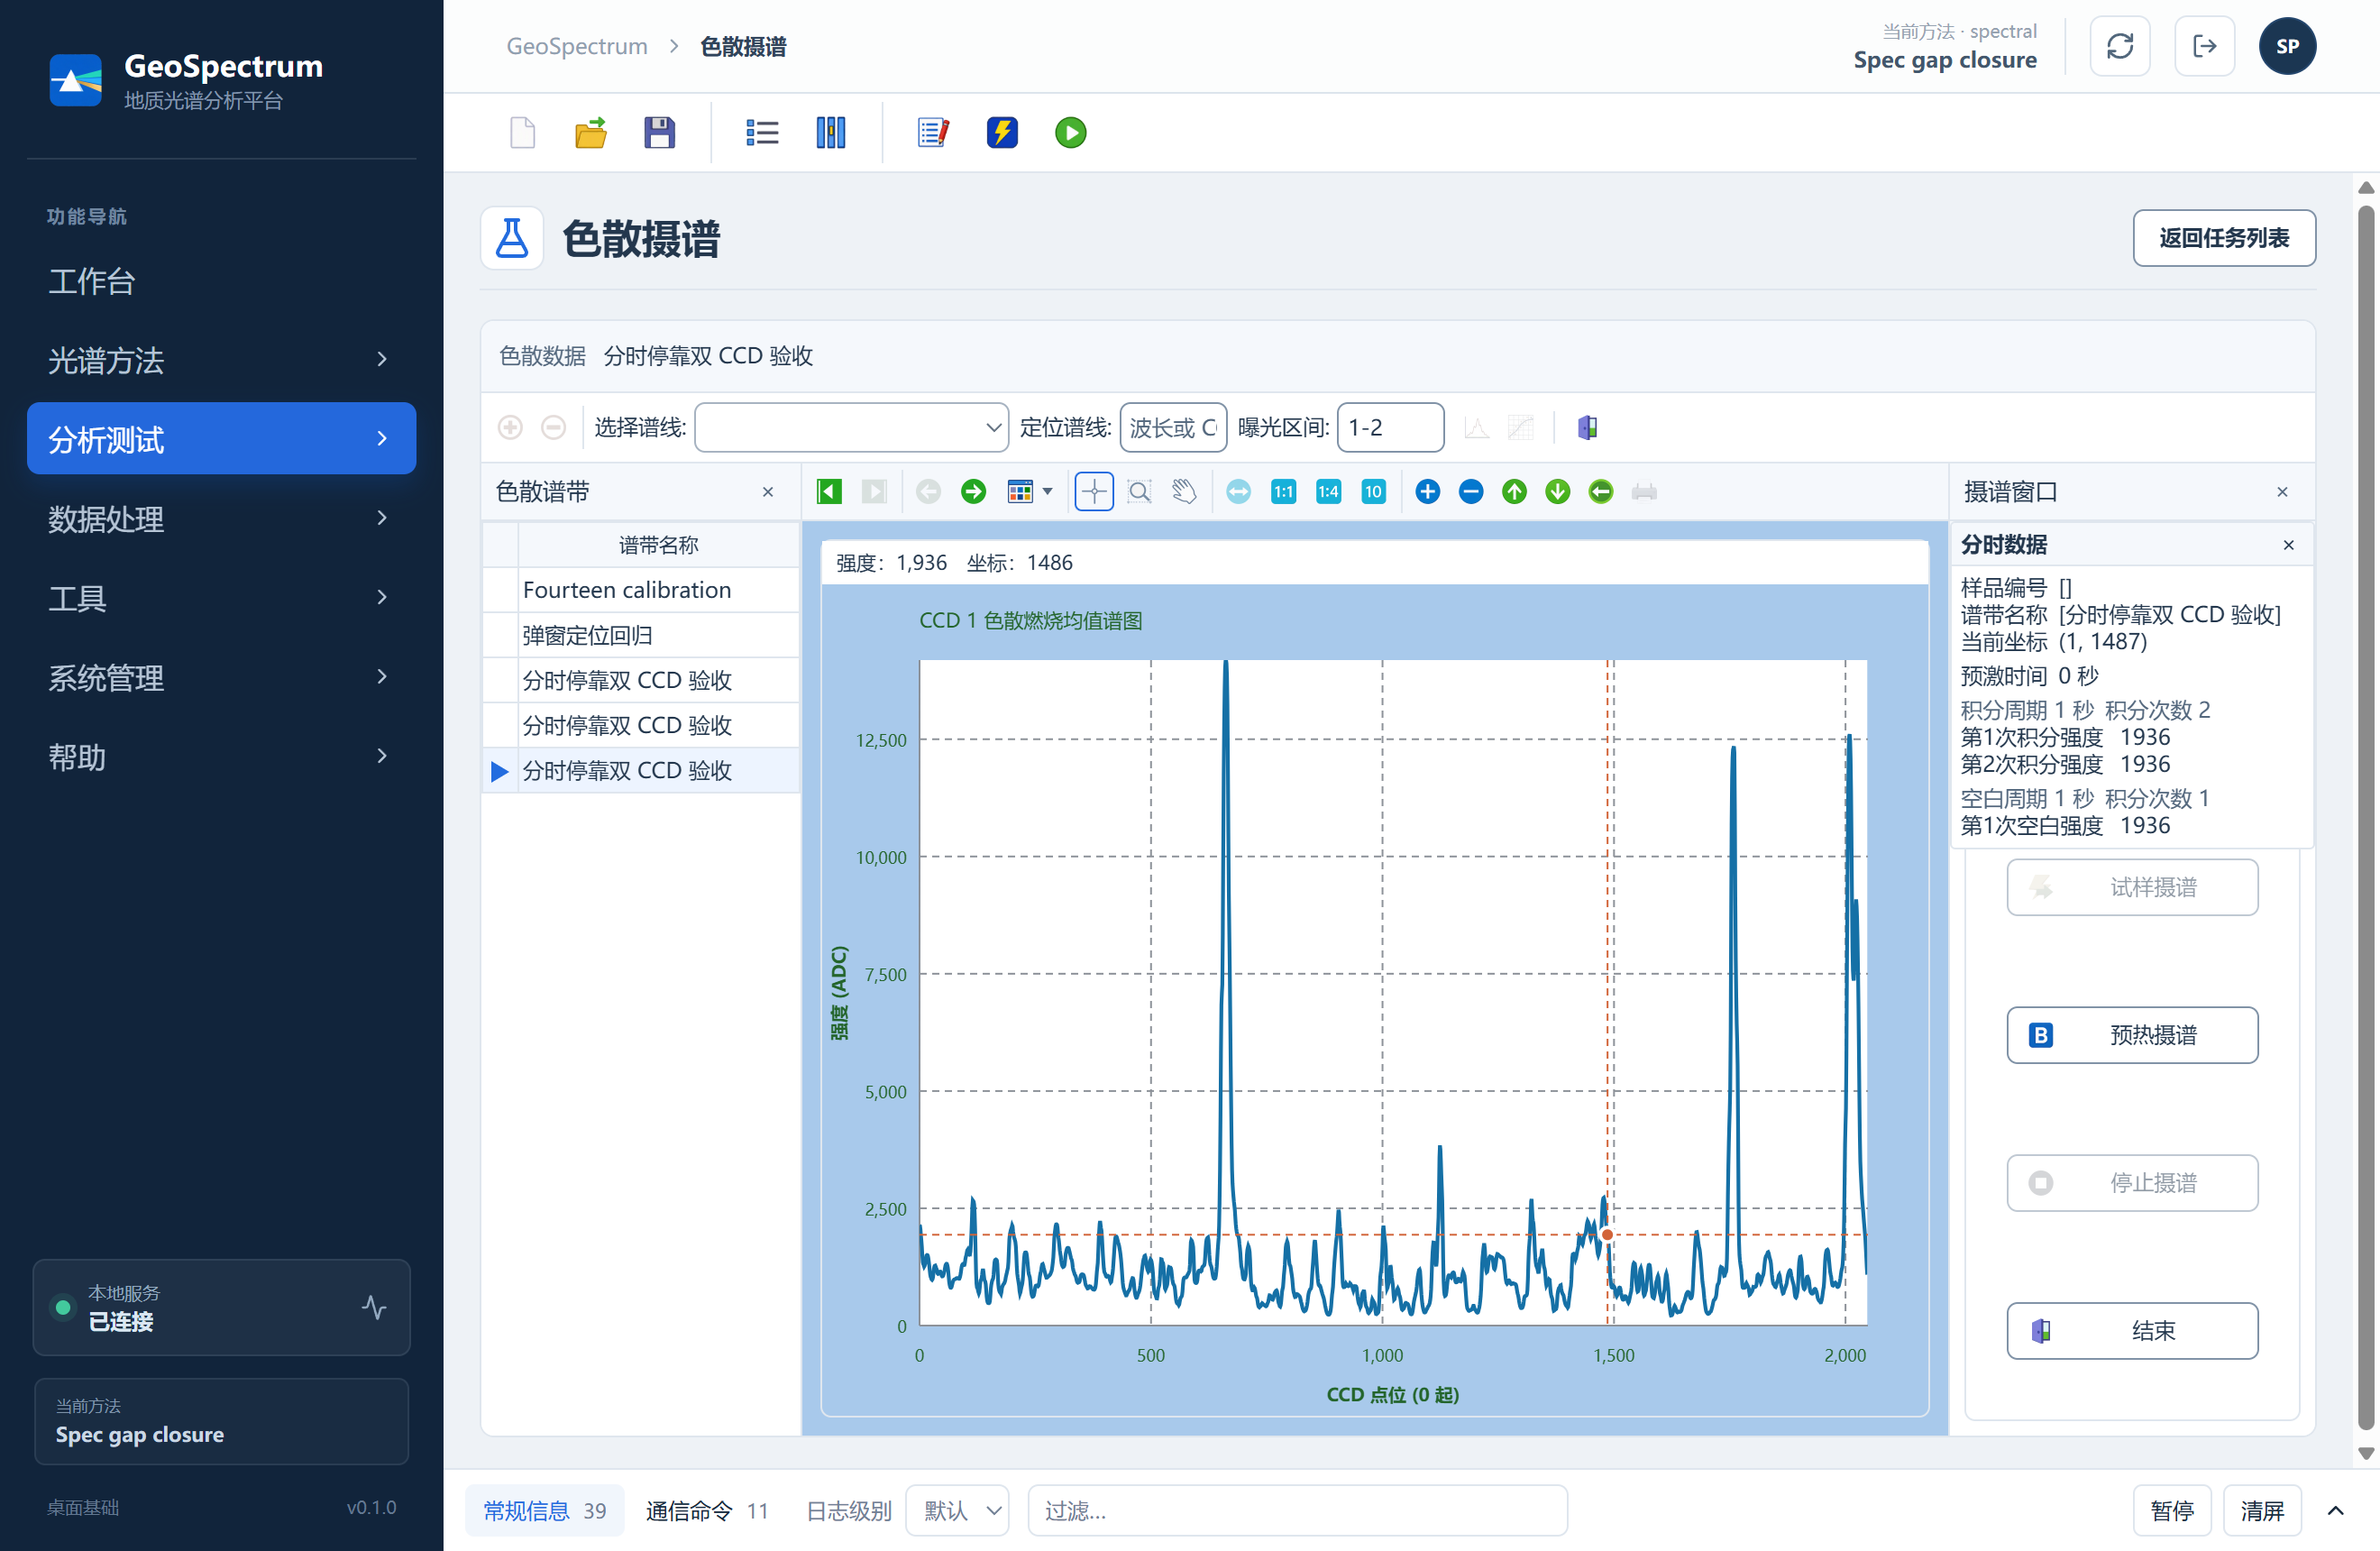 GeoSpectrum
地质光谱分析平台
功能导航
工作台
光谱方法
分析测试
数据处理
工具
系统管理
帮助
本地服务
已连接
当前方法
Spec gap closure
桌面基础 v0.1.0
GeoSpectrum 色散摄谱
当前方法 · spectral
Spec gap closure
SP
色散摄谱
返回任务列表
色散数据 分时停靠双 CCD 验收
选择谱线: 定位谱线: 波长或 C 曝光区间: 1-2
色散谱带 ×
1:1 1:4 10
摄谱窗口 ×
谱带名称
Fourteen calibration
弹窗定位回归
分时停靠双 CCD 验收
分时停靠双 CCD 验收
分时停靠双 CCD 验收
强度: 1,936 坐标: 1486
CCD 1 色散燃烧均值谱图
强度 (ADC)
12,500
10,000
7,500
5,000
2,500
0
0 500 1,000 1,500 2,000
CCD 点位 (0 起)
分时数据 ×
样品编号 []
谱带名称 [分时停靠双 CCD 验收]
当前坐标 (1, 1487)
预激时间 0 秒
积分周期 1 秒 积分次数 2
第1次积分强度 1936
第2次积分强度 1936
空白周期 1 秒 积分次数 1
第1次空白强度 1936
试样摄谱
B 预热摄谱
停止摄谱
结束
常规信息 39 通信命令 11 日志级别 默认 过滤... 暂停 清屏